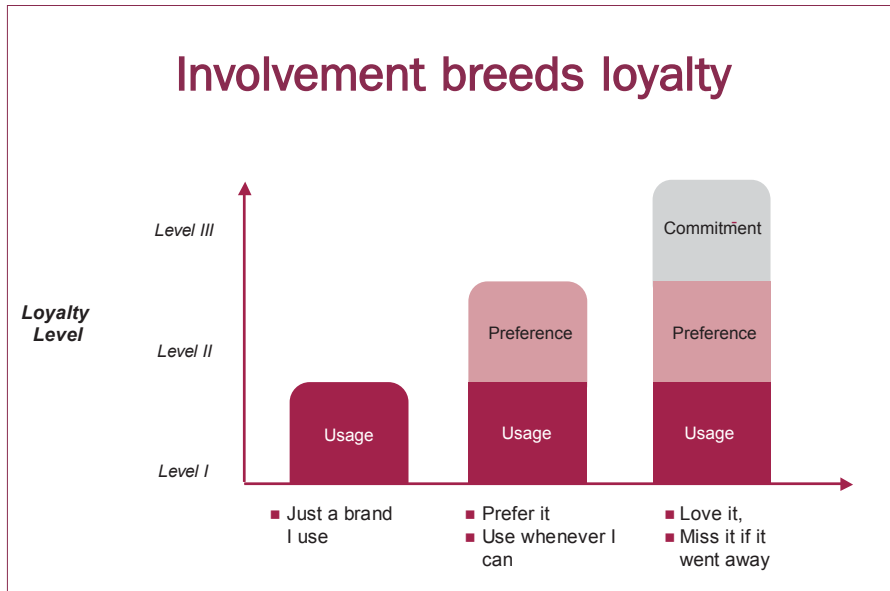 Involvement breeds loyalty
Level III
Loyalty
Level
Level II
Level I
Commitment
Preference
Preference
Usage
Usage
Usage
■ Just a brand
I use
■ Prefer it
■ Use whenever I
can
■ Love it,
■ Miss it if it
went away